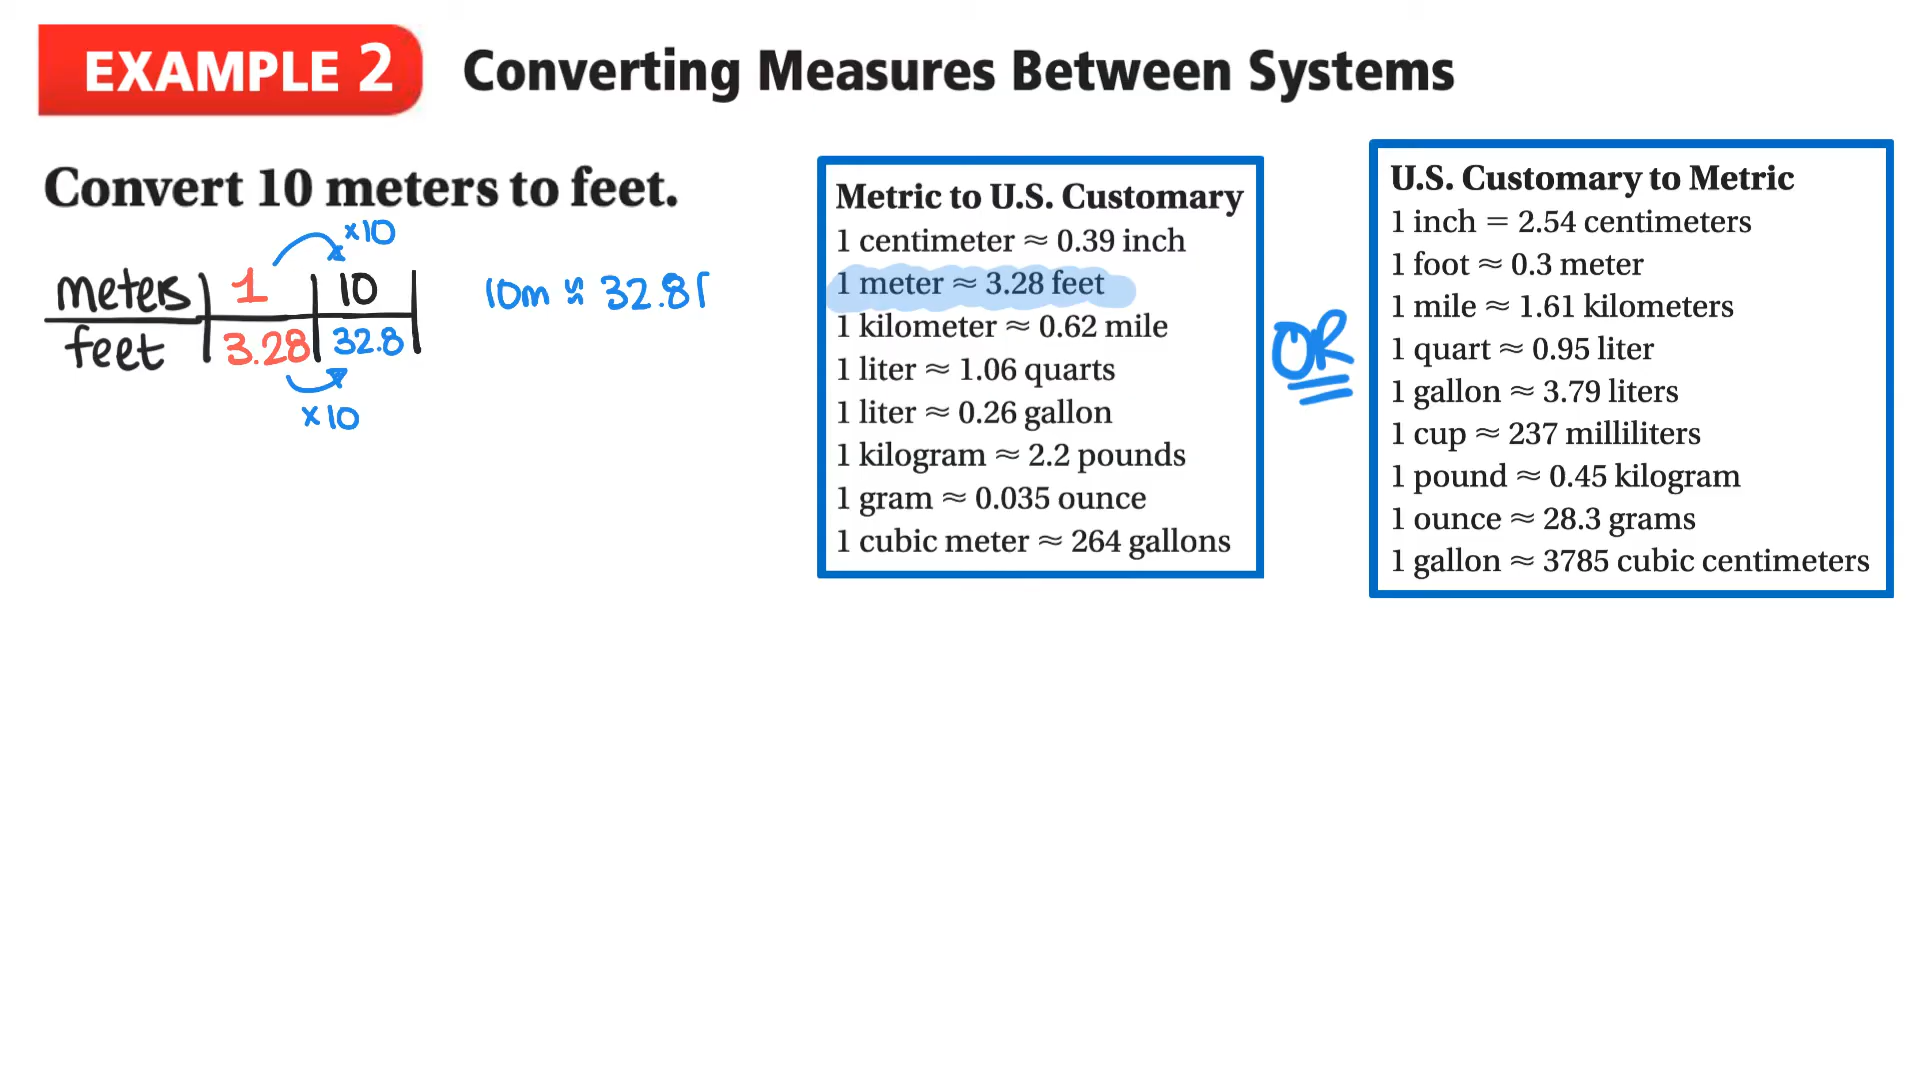 EXAMPLE 2 Converting Measures Between Systems
Convert 10 meters to feet.
×10
meters 1 10
feet 3.28 32.8
×10
10m ≈ 32.8
Metric to U.S. Customary
1 centimeter ≈ 0.39 inch
1 meter ≈ 3.28 feet
1 kilometer ≈ 0.62 mile
1 liter ≈ 1.06 quarts
1 liter ≈ 0.26 gallon
1 kilogram ≈ 2.2 pounds
1 gram ≈ 0.035 ounce
1 cubic meter ≈ 264 gallons
OR
U.S. Customary to Metric
1 inch = 2.54 centimeters
1 foot ≈ 0.3 meter
1 mile ≈ 1.61 kilometers
1 quart ≈ 0.95 liter
1 gallon ≈ 3.79 liters
1 cup ≈ 237 milliliters
1 pound ≈ 0.45 kilogram
1 ounce ≈ 28.3 grams
1 gallon ≈ 3785 cubic centimeters